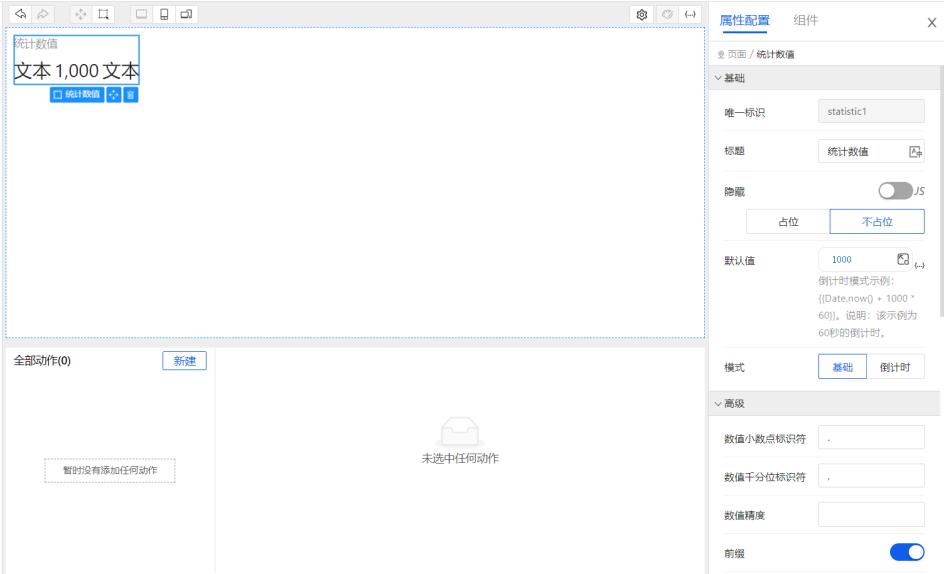 统计数值
文本 1,000 文本
统计数值
全部动作(0)
新建
暂时没有添加任何动作
未选中任何动作
属性配置
组件
页面 / 统计数值
基础
唯一标识
statistic1
标题
统计数值
隐藏
JS
占位
不占位
默认值
1000
倒计时模式示例：
{{Date.now() + 1000 *
60}}。说明：该示例为
60秒的倒计时。
模式
基础
倒计时
高级
数值小数点标识符
.
数值千分位标识符
,
数值精度
前缀